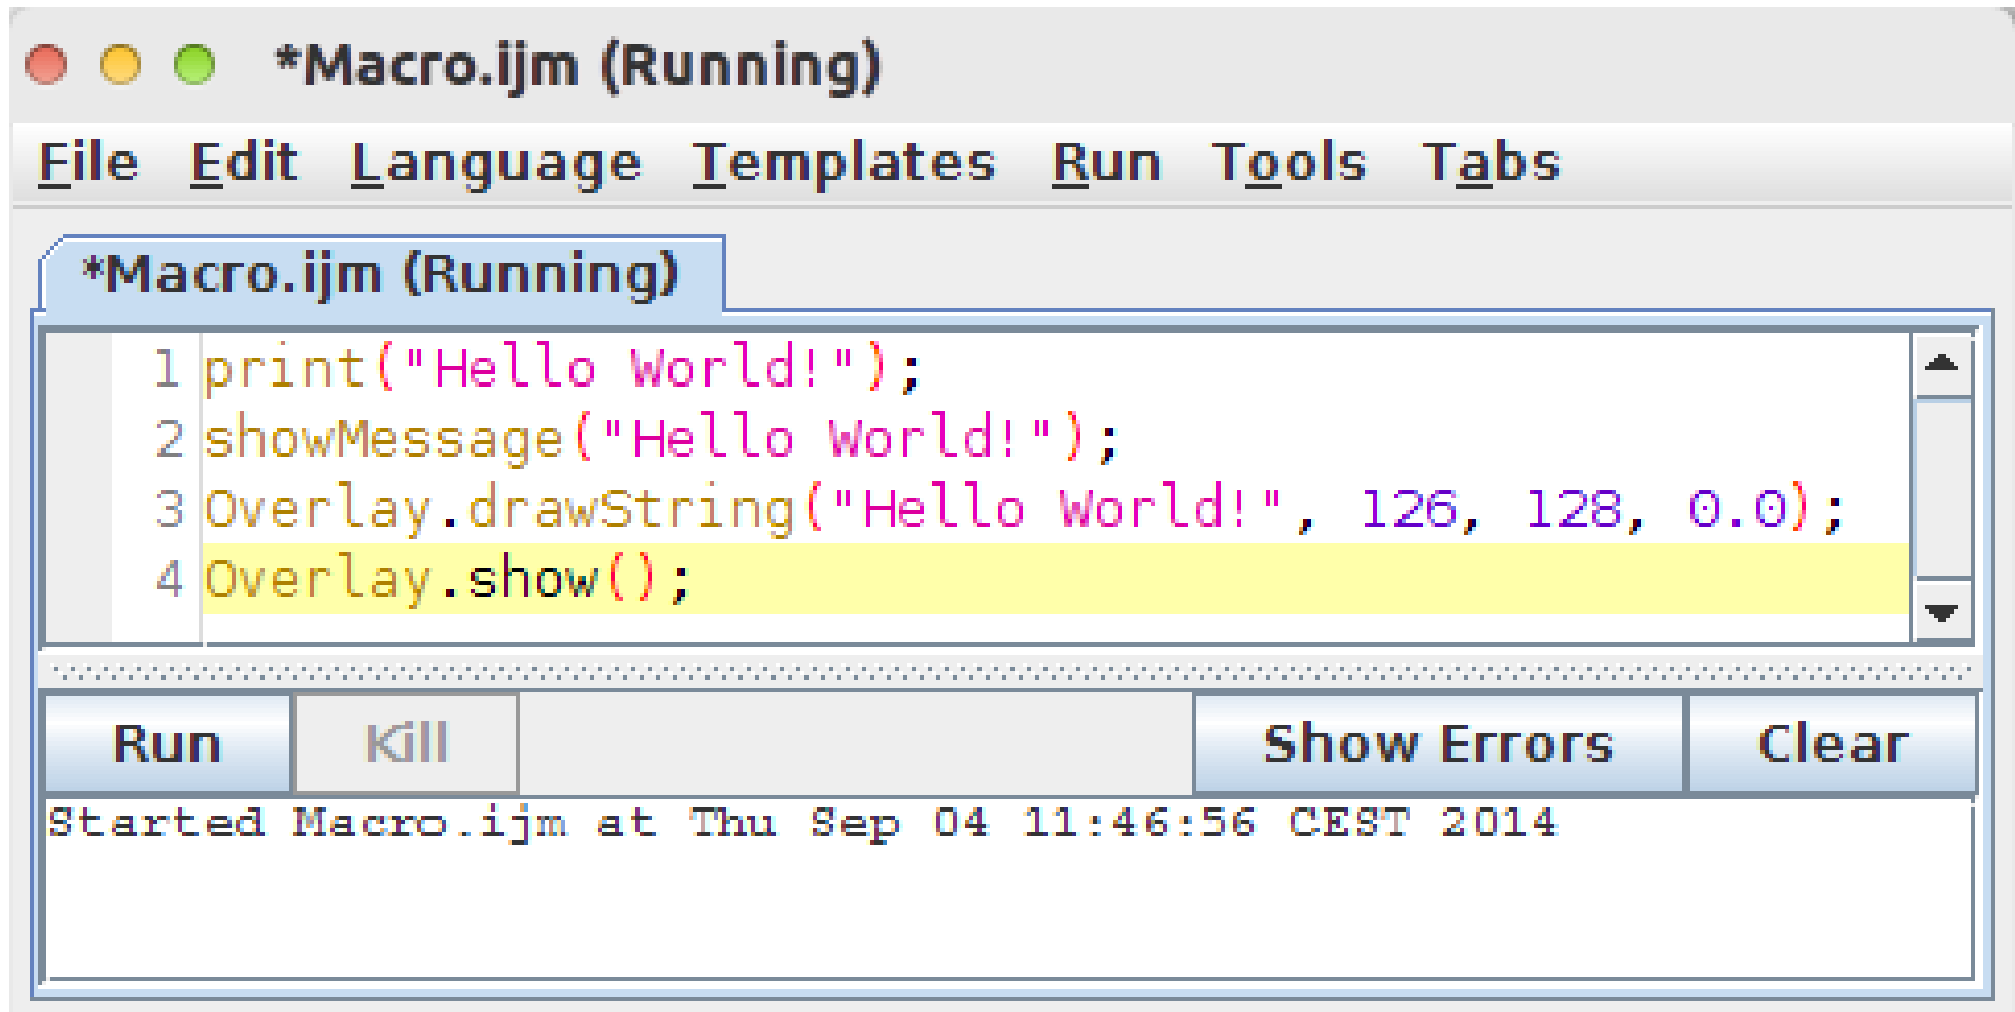 *Macro.ijm (Running)
File Edit Language Templates Run Tools Tabs
*Macro.ijm (Running)
1 print("Hello World!");
2 showMessage("Hello World!");
3 Overlay.drawString("Hello World!", 126, 128, 0.0);
4 Overlay.show();
Run Kill Show Errors Clear
Started Macro.ijm at Thu Sep 04 11:46:56 CEST 2014